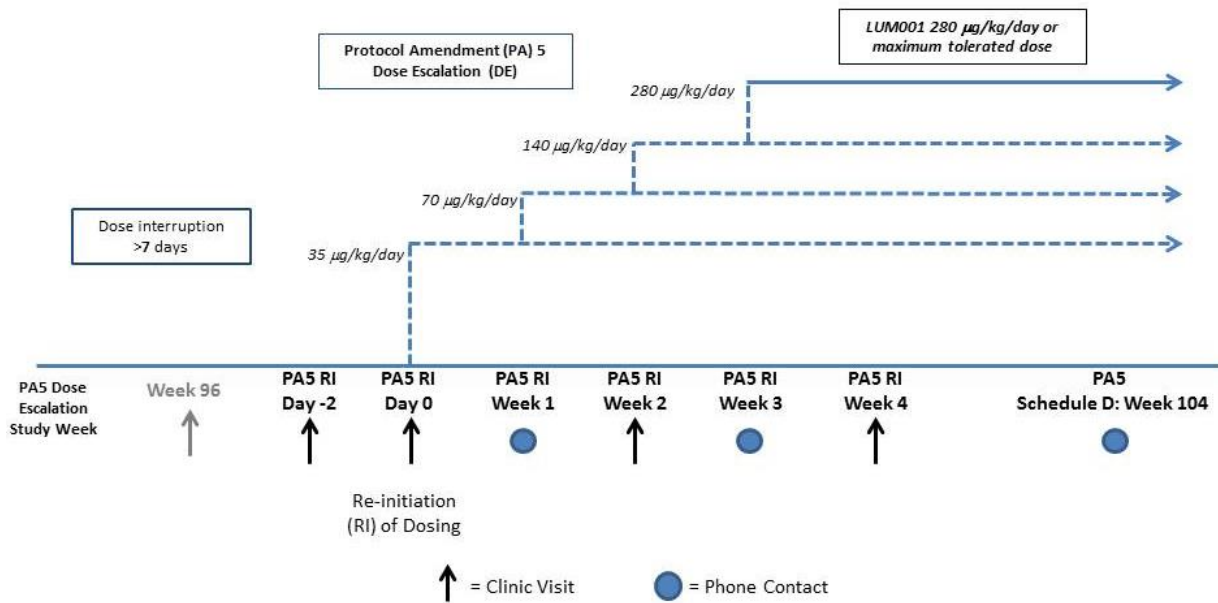 Protocol Amendment (PA) 5
Dose Escalation (DE)
LUM001 280 µg/kg/day or
maximum tolerated dose
280 µg/kg/day
140 µg/kg/day
70 µg/kg/day
Dose interruption
>7 days
35 µg/kg/day
PA5 Dose
Escalation
Study Week
Week 96
PA5 RI
Day -2
PA5 RI
Day 0
PA5 RI
Week 1
PA5 RI
Week 2
PA5 RI
Week 3
PA5 RI
Week 4
PA5
Schedule D: Week 104
Re-initiation
(RI) of Dosing
= Clinic Visit
= Phone Contact